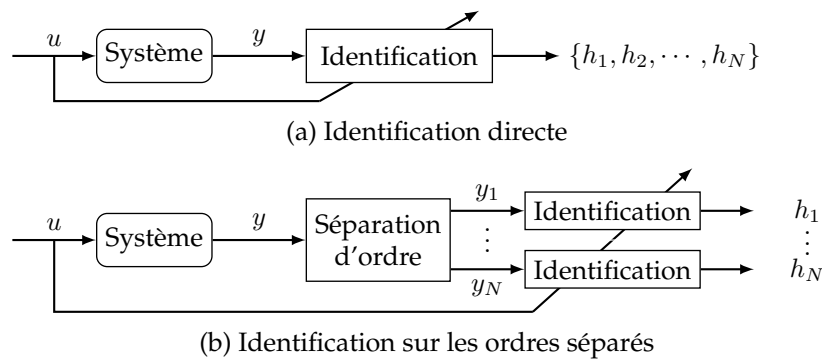 u
Système
y
Identification
{h_1, h_2, ⋯ , h_N}
(a) Identification directe
u
Système
y
Séparation
d'ordre
y_1
⋮
y_N
Identification
Identification
h_1
⋮
h_N
(b) Identification sur les ordres séparés